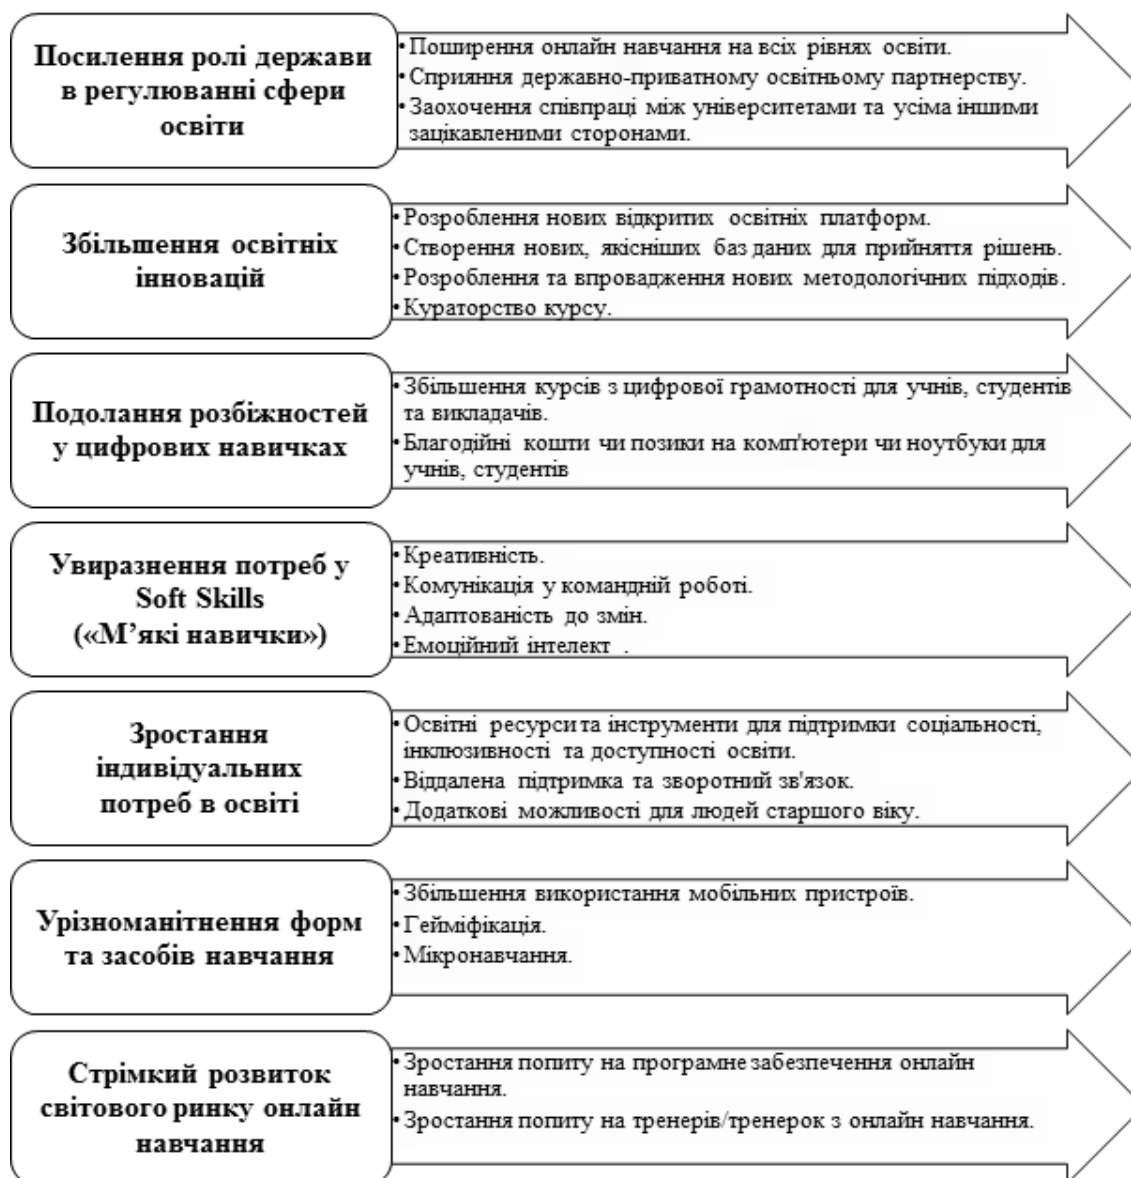 Посилення ролі держави
в регулюванні сфери
освіти
• Поширення онлайн навчання на всіх рівнях освіти.
• Сприяння державно-приватному освітньому партнерству.
• Заохочення співпраці між університетами та усіма іншими
зацікавленими сторонами.
Збільшення освітніх
інновацій
• Розроблення нових відкритих освітніх платформ.
• Створення нових, якісніших баз даних для прийняття рішень.
• Розроблення та впровадження нових методологічних підходів.
• Кураторство курсу.
Подолання розбіжностей
у цифрових навичках
• Збільшення курсів з цифрової грамотності для учнів, студентів
та викладачів.
• Благодійні кошти чи позики на комп'ютери чи ноутбуки для
учнів, студентів
Увиразнення потреб у
Soft Skills
(«М’які навички»)
• Креативність.
• Комунікація у командній роботі.
• Адаптованість до змін.
• Емоційний інтелект .
Зростання
індивідуальних
потреб в освіті
• Освітні ресурси та інструменти для підтримки соціальності,
інклюзивності та доступності освіти.
• Віддалена підтримка та зворотний зв'язок.
• Додаткові можливості для людей старшого віку.
Урізноманітнення форм
та засобів навчання
• Збільшення використання мобільних пристроїв.
• Гейміфікація.
• Мікронавчання.
Стрімкий розвиток
світового ринку онлайн
навчання
• Зростання попиту на програмне забезпечення онлайн
навчання.
• Зростання попиту на тренерів/тренерок з онлайн навчання.